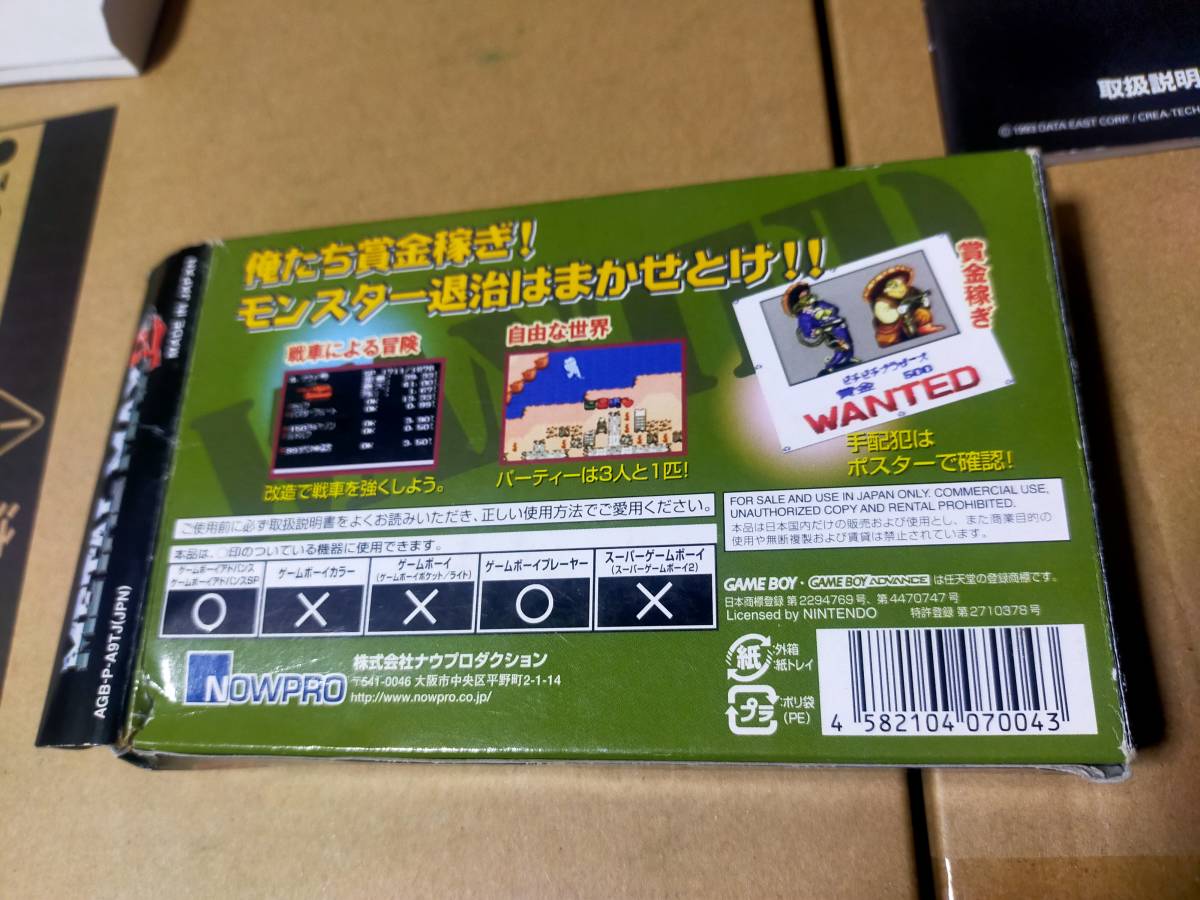 取扱説明
© 1993 DATA EAST CORP. / CREA-TECH
MADE IN JAPAN
METAL MAX 2
AGB-P-A9TJ(JPN)
WANTED
俺たち賞金稼ぎ!
モンスター退治はまかせとけ!!
戦車による冒険
改造で戦車を強くしよう。
自由な世界
パーティーは3人と1匹!
賞金稼ぎ
ピチピチブラザーズ
賞金 500
WANTED
手配犯は
ポスターで確認!
ご使用前に必ず取扱説明書をよくお読みいただき、正しい使用方法でご愛用ください。
本品は、○印のついている機器に使用できます。
ゲームボーイアドバンス
ゲームボーイアドバンスSP
○
ゲームボーイカラー
×
ゲームボーイ
(ゲームボーイポケット/ライト)
×
ゲームボーイプレーヤー
○
スーパーゲームボーイ
(スーパーゲームボーイ2)
×
FOR SALE AND USE IN JAPAN ONLY. COMMERCIAL USE,
UNAUTHORIZED COPY AND RENTAL PROHIBITED.
本品は日本国内だけの販売および使用とし、また商業目的の
使用や無断複製および賃貸は禁止されています。
GAME BOY・GAME BOY ADVANCE は任天堂の登録商標です。
日本商標登録 第2294769号、第4470747号
Licensed by NINTENDO 特許登録 第2710378号
NOWPRO
株式会社ナウプロダクション
〒541-0046 大阪市中央区平野町2-1-14
http://www.nowpro.co.jp/
紙
:外箱
:紙トレイ
プラ
:ポリ袋
(PE)
4 582104 070043